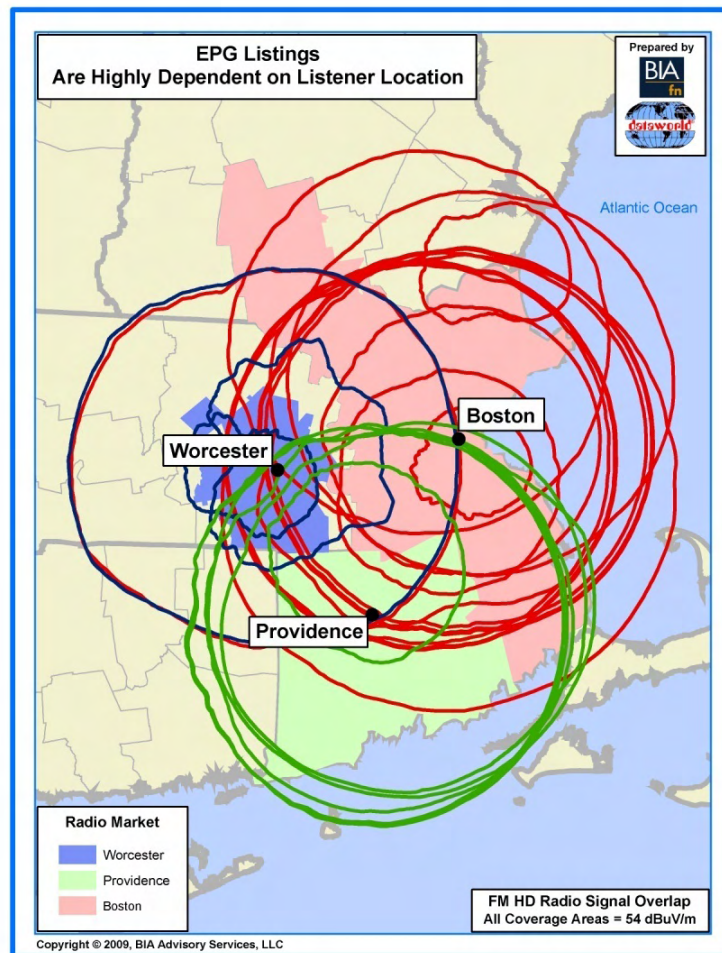 EPG Listings
Are Highly Dependent on Listener Location
Prepared by
BIA
fn
dataworld
Atlantic Ocean
Boston
Worcester
Providence
Radio Market
Worcester
Providence
Boston
FM HD Radio Signal Overlap
All Coverage Areas = 54 dBuV/m
Copyright © 2009, BIA Advisory Services, LLC